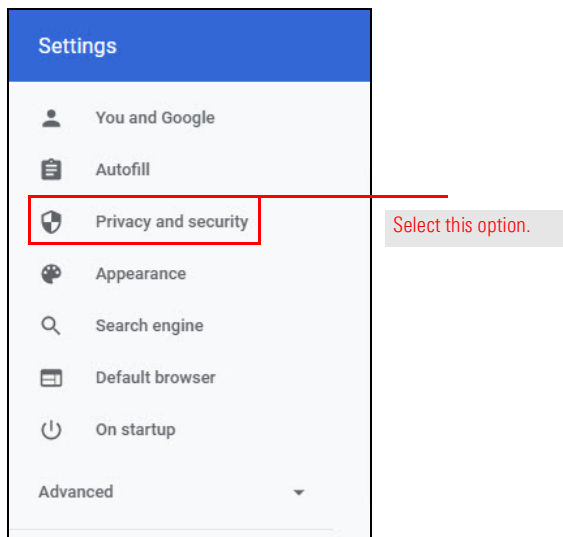 Settings
You and Google
Autofill
Privacy and security
Select this option.
Appearance
Search engine
Default browser
On startup
Advanced